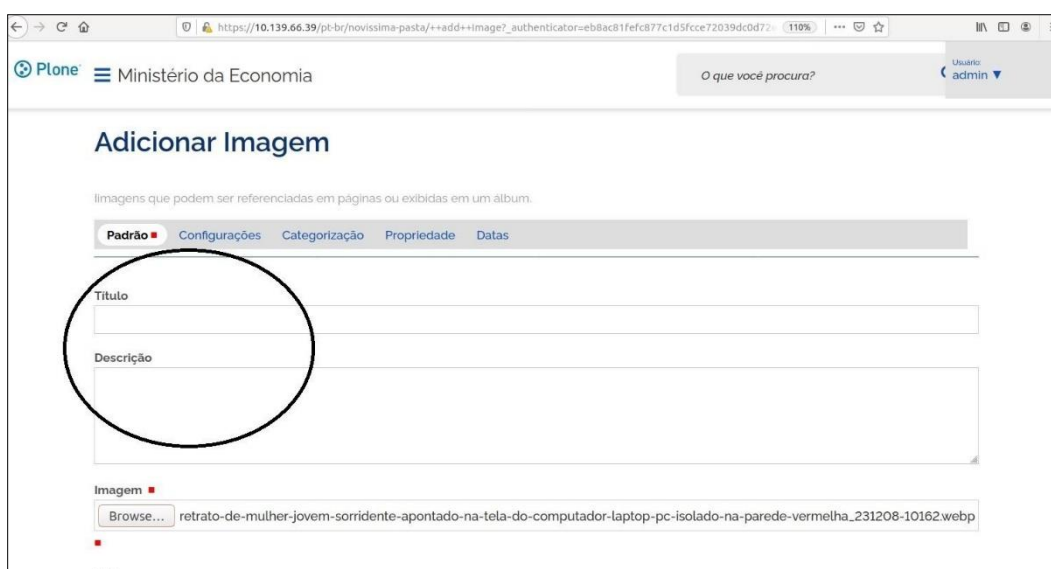 https://10.139.66.39/pt-br/novissima-pasta/++add++Image?_authenticator=eb8ac81fefc877c1d5fcce72039dc0d72 110%
Plone Ministério da Economia O que você procura? Usuário: admin ▼
Adicionar Imagem
Iimagens que podem ser referenciadas em páginas ou exibidas em um álbum.
Padrão Configurações Categorização Propriedade Datas
Título
Descrição
Imagem
Browse... retrato-de-mulher-jovem-sorridente-apontado-na-tela-do-computador-laptop-pc-isolado-na-parede-vermelha_231208-10162.webp